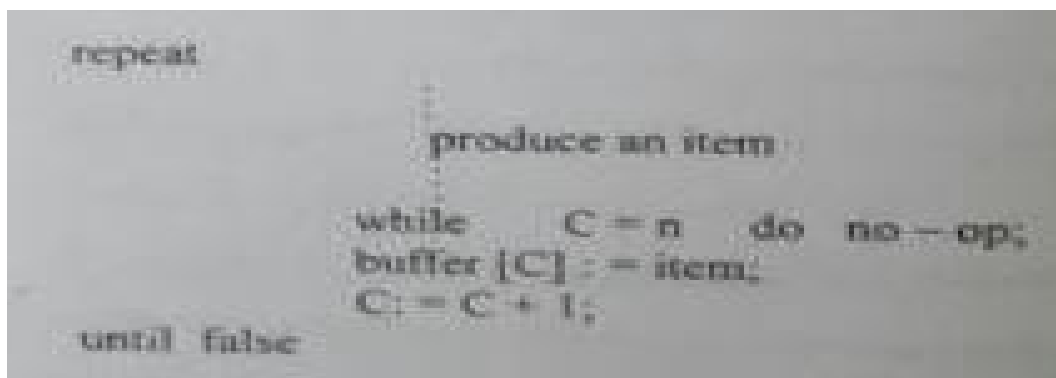 repeat
produce an item
while C = n do no – op;
buffer [C] : = item;
C: = C + 1;
until false